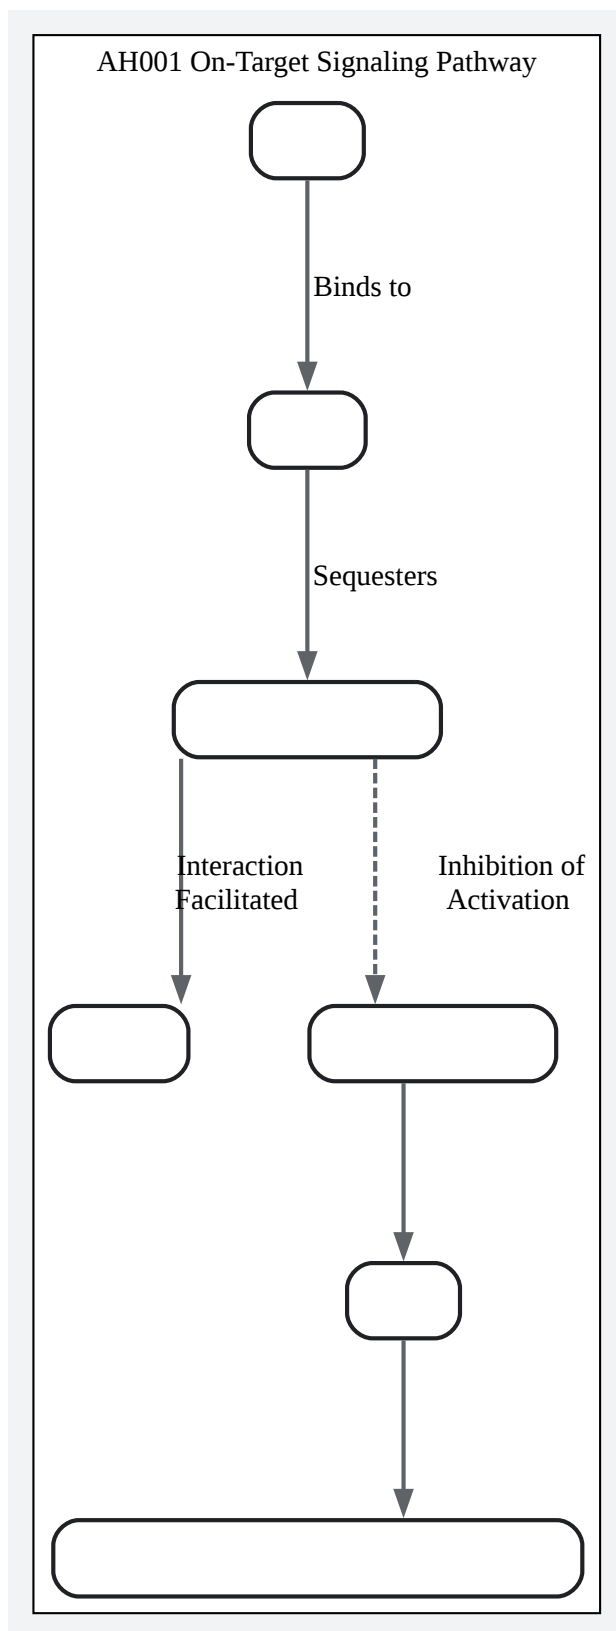 AH001 On-Target Signaling Pathway
Binds to
Sequesters
Interaction
Facilitated
Inhibition of
Activation